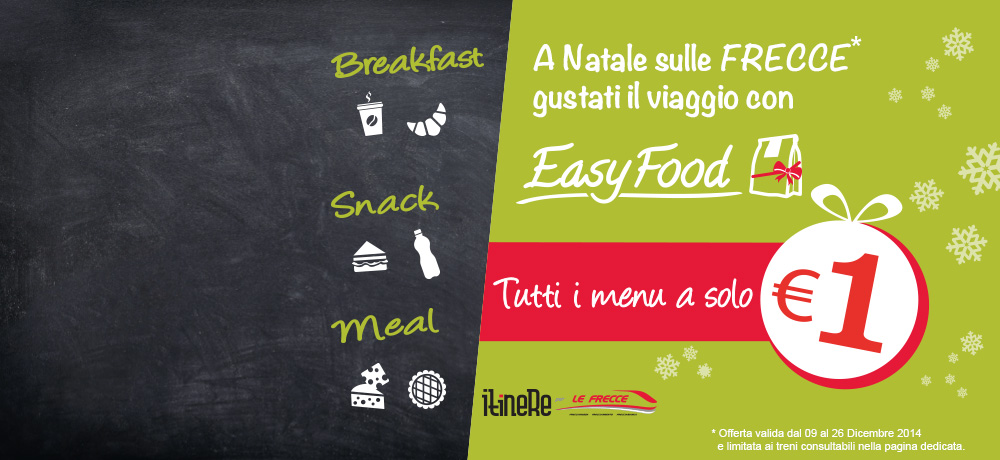 Breakfast
Snack
Meal
A Natale sulle FRECCE*
gustati il viaggio con
EasyFood
Tutti i menu a solo
€1
itineRe
LE FRECCE
* Offerta valida dal 09 al 26 Dicembre 2014
e limitata ai treni consultabili nella pagina dedicata.